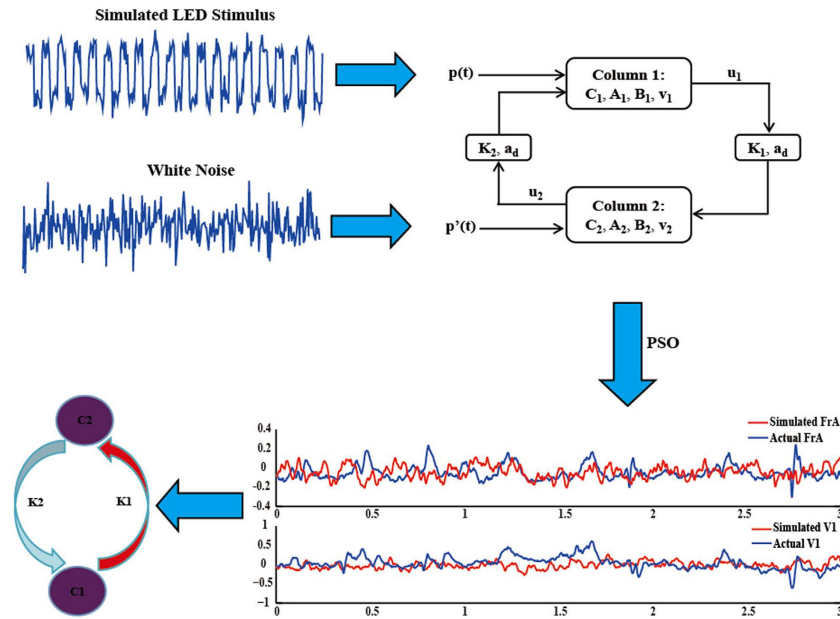 Simulated LED Stimulus
p(t)
Column 1:
C1, A1, B1, v1
u1
K2, ad
K1, ad
White Noise
u2
p'(t)
Column 2:
C2, A2, B2, v2
PSO
C2
K2
K1
C1
Simulated FrA
Actual FrA
0.4
0.2
0
−0.2
−0.4
0
0.5
1
1.5
2
2.5
3
Simulated V1
Actual V1
1
0.5
0
−0.5
−1
0
0.5
1
1.5
2
2.5
3